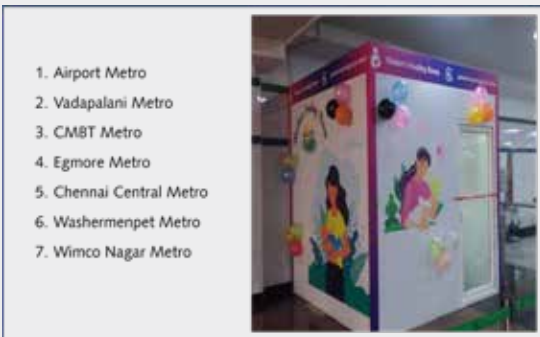 1. Airport Metro
2. Vadapalani Metro
3. CMBT Metro
4. Egmore Metro
5. Chennai Central Metro
6. Washermenpet Metro
7. Wimco Nagar Metro